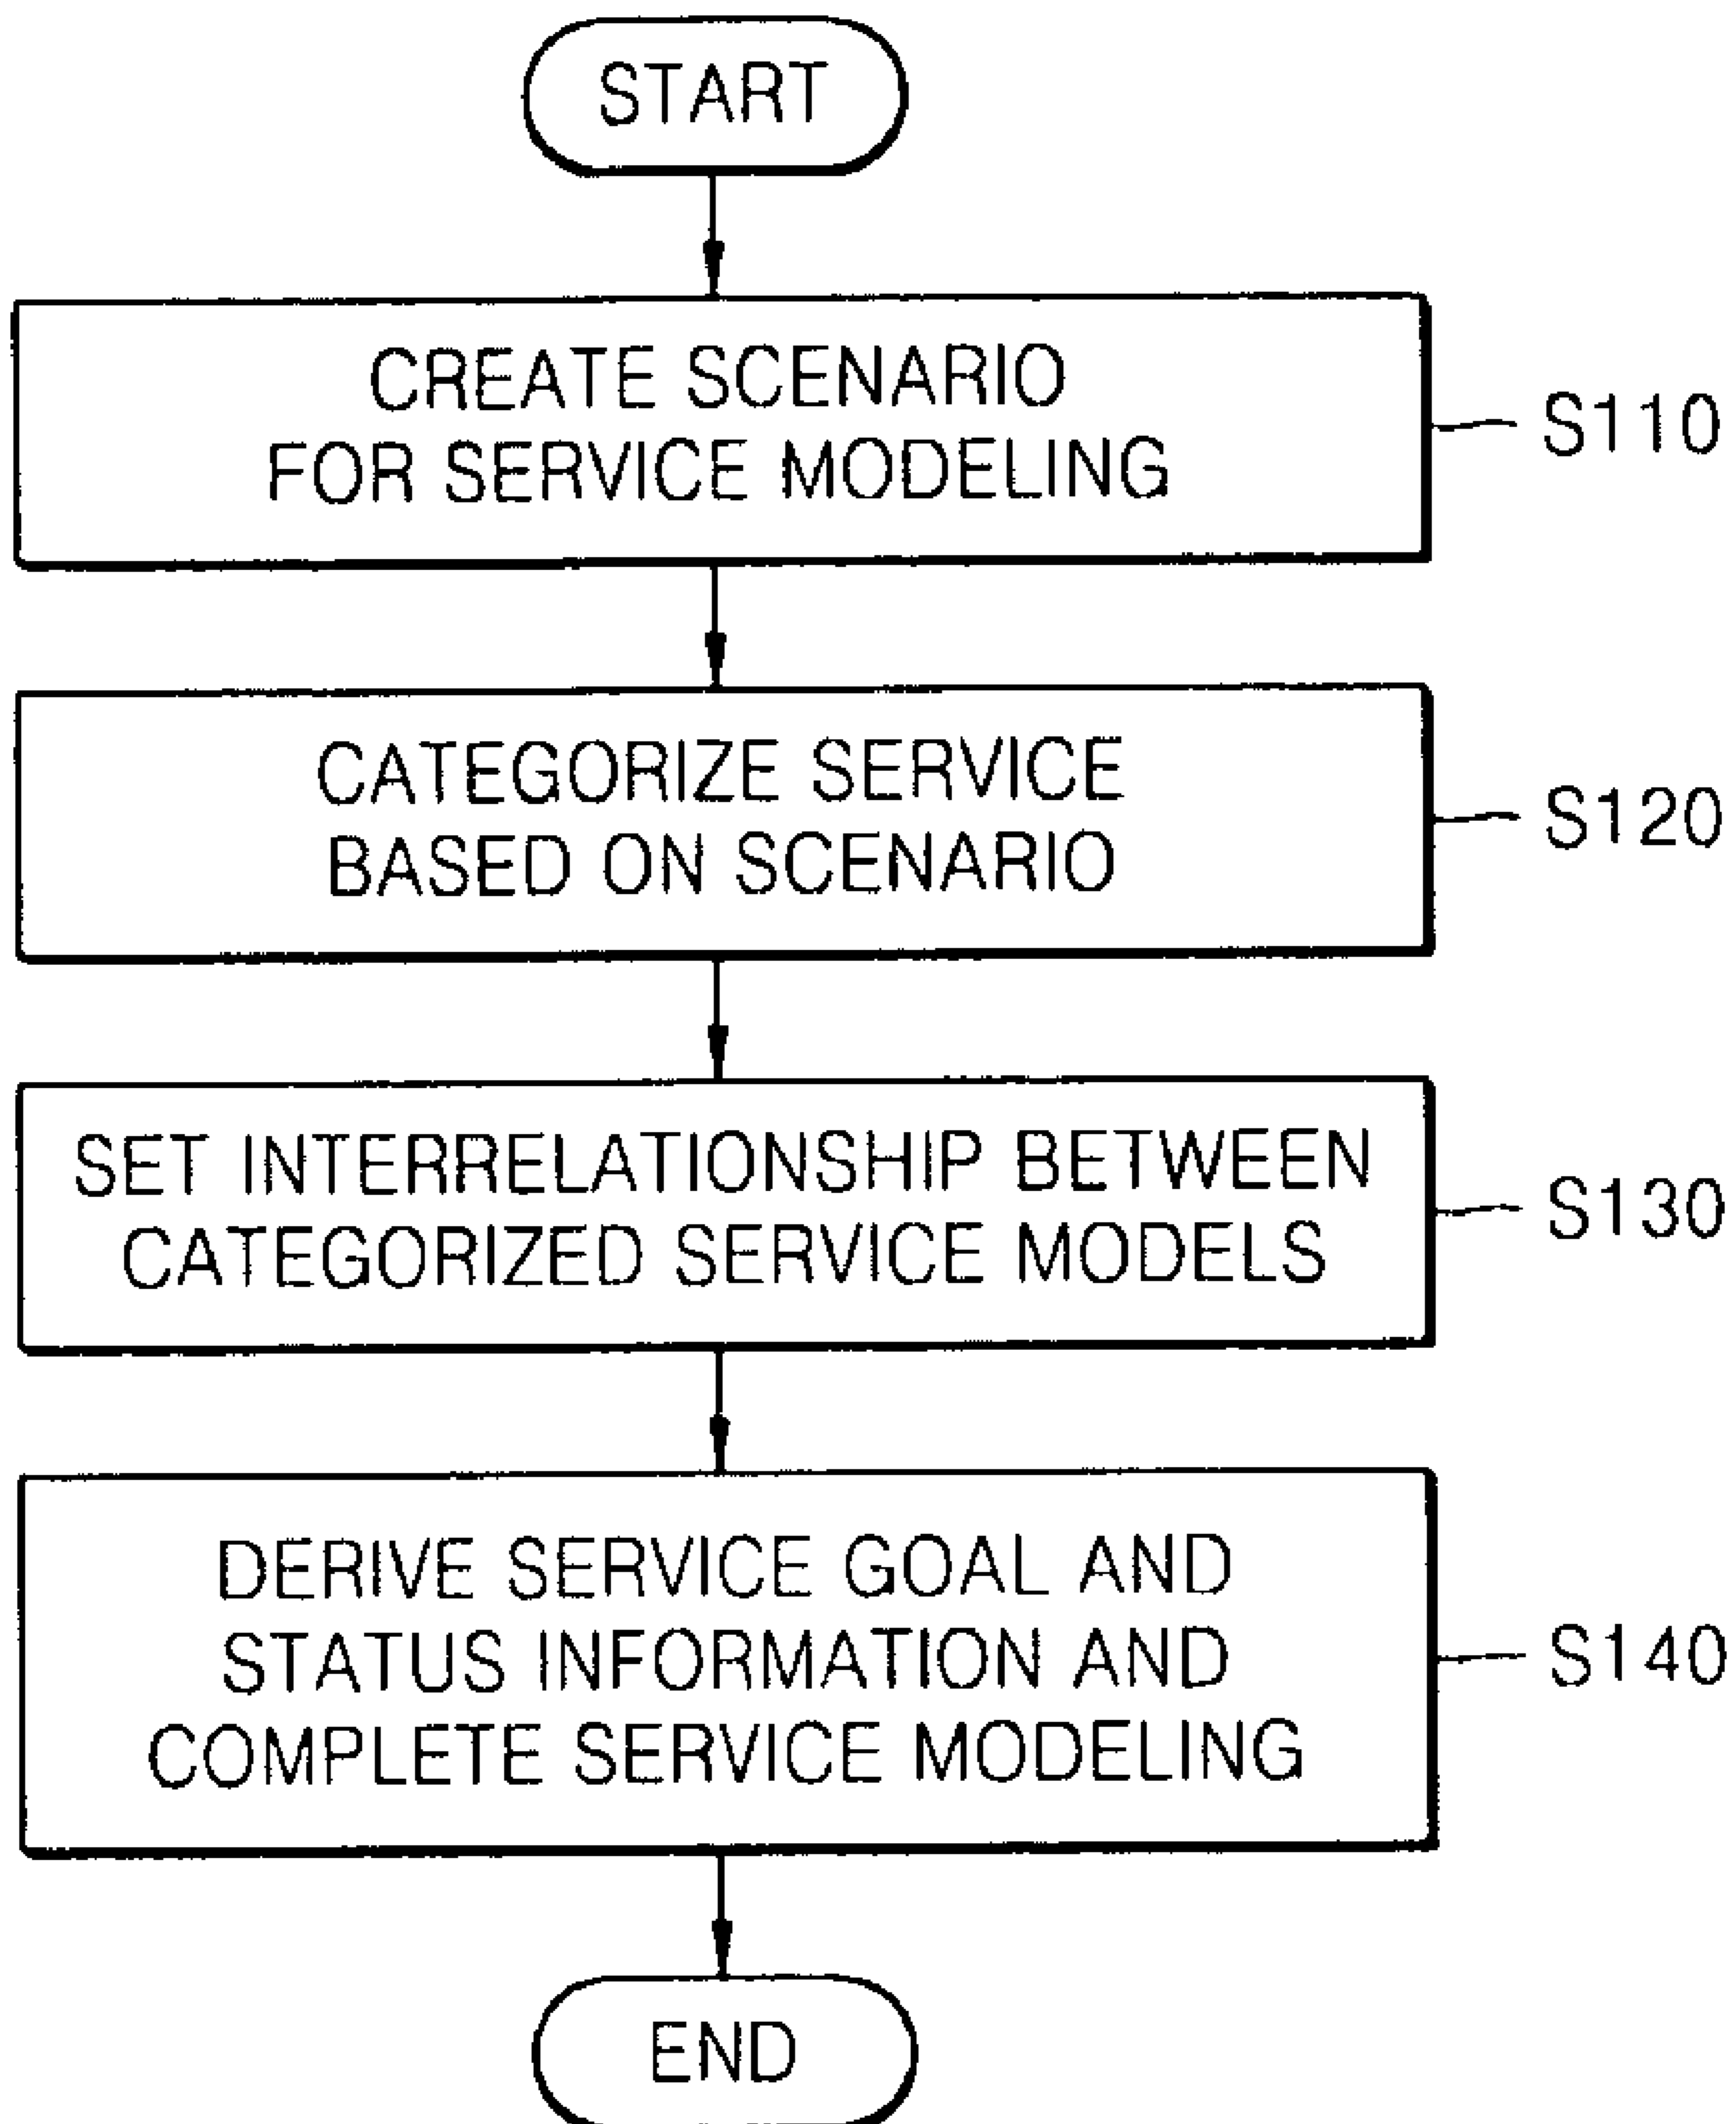 START
CREATE SCENARIO
FOR SERVICE MODELING
S110
CATEGORIZE SERVICE
BASED ON SCENARIO
S120
SET INTERRELATIONSHIP BETWEEN
CATEGORIZED SERVICE MODELS
S130
DERIVE SERVICE GOAL AND
STATUS INFORMATION AND
COMPLETE SERVICE MODELING
S140
END